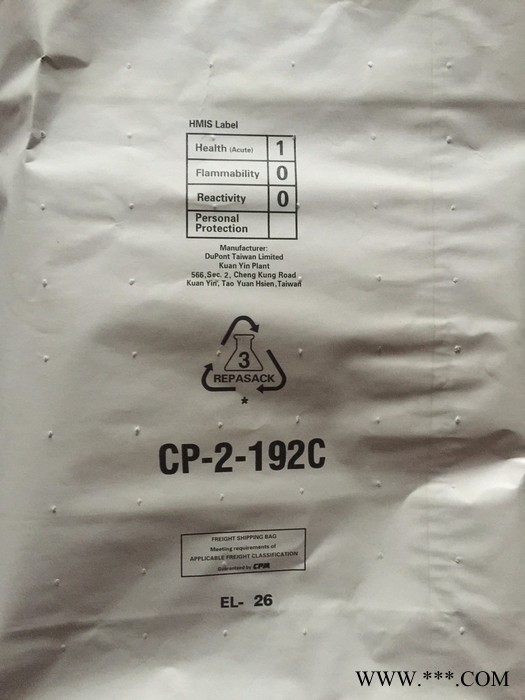 HMIS Label
Health (Acute) 1
Flammability 0
Reactivity 0
Personal
Protection
Manufacturer:
DuPont Taiwan Limited
Kuan Yin Plant
566,Sec. 2, Cheng Kung Road
Kuan Yin, Tao Yuan Hsien,Taiwan
3
REPASACK
*
CP-2-192C
FREIGHT SHIPPING BAG
Meeting requirements of
APPLICABLE FREIGHT CLASSIFICATION
Guaranteed by CPM
EL- 26
WWW.***.COM